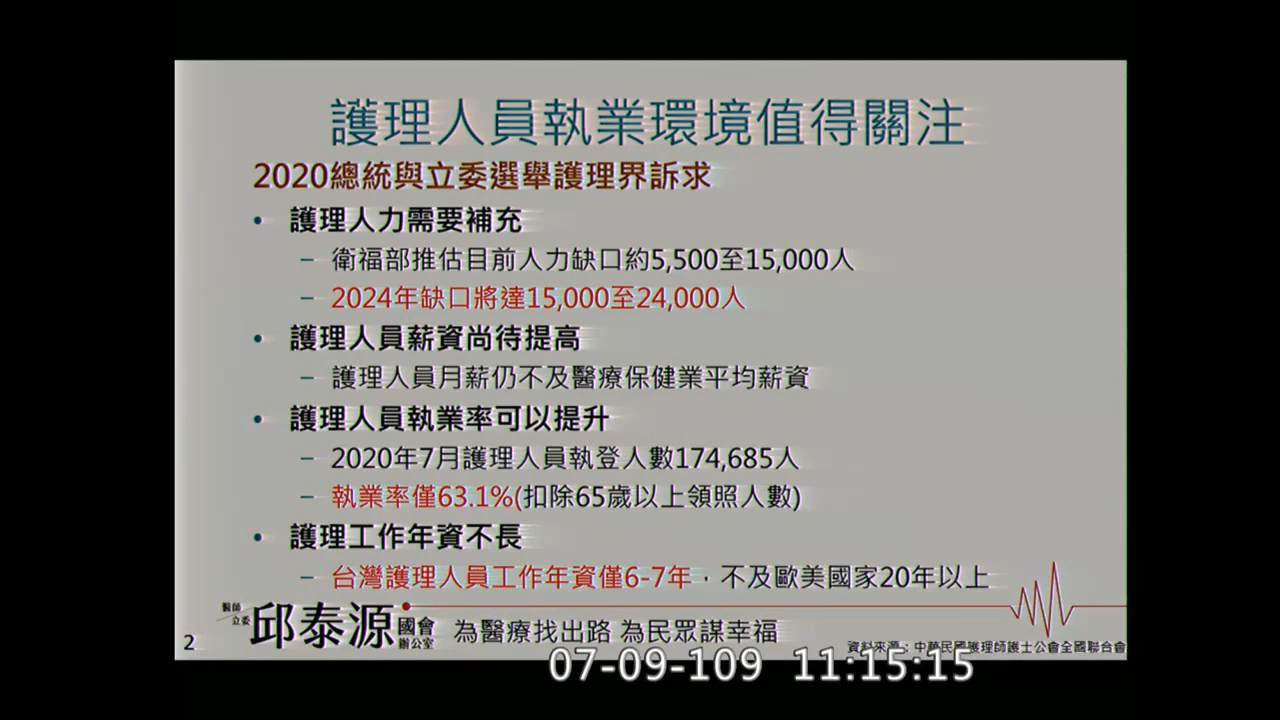 護理人員執業環境值得關注
2020總統與立委選舉護理界訴求
• 護理人力需要補充
– 衛福部推估目前人力缺口約5,500至15,000人
– 2024年缺口將達15,000至24,000人
• 護理人員薪資尚待提高
– 護理人員月薪仍不及醫療保健業平均薪資
• 護理人員執業率可以提升
– 2020年7月護理人員執登人數174,685人
– 執業率僅63.1%(扣除65歲以上領照人數)
• 護理工作年資不長
– 台灣護理人員工作年資僅6-7年，不及歐美國家20年以上
醫師
立委
邱泰源
國會
辦公室
為醫療找出路 為民眾謀幸福
資料來源：中華民國護理師護士公會全國聯合會
2
07-09-109 11:15:15